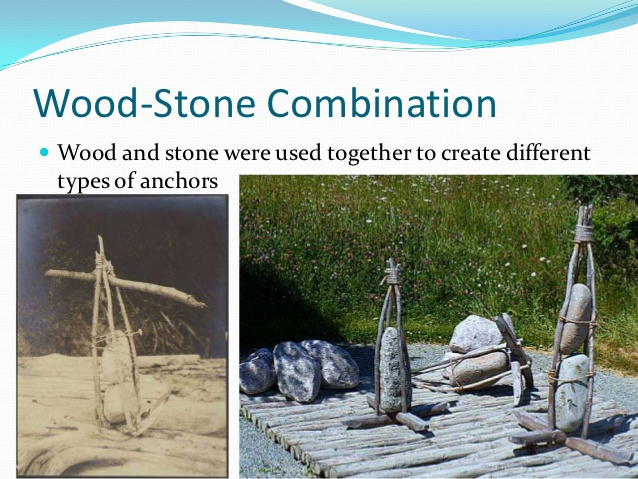 Wood-Stone Combination
Wood and stone were used together to create different
types of anchors